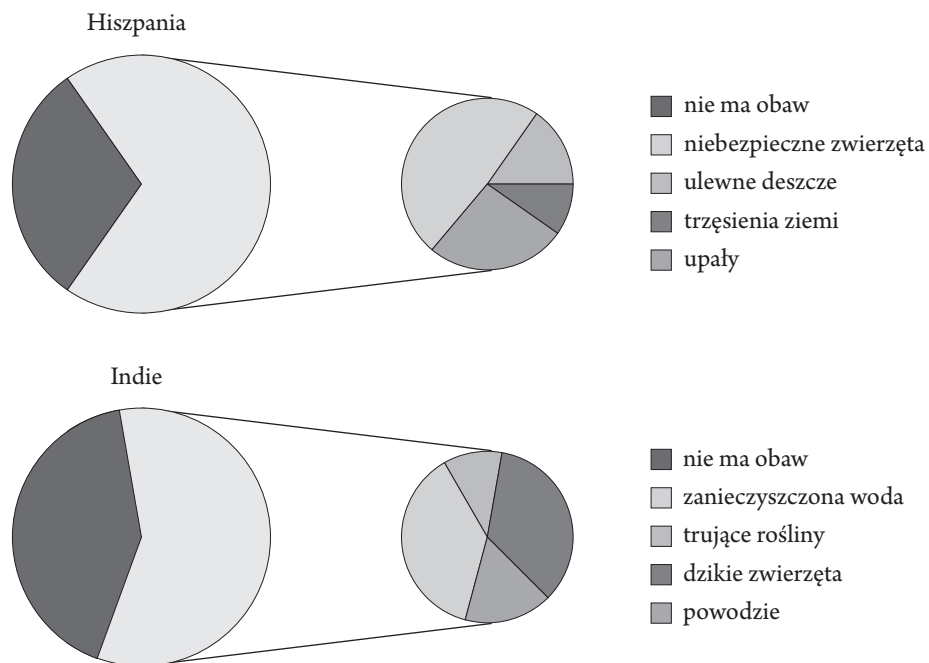 Hiszpania
nie ma obaw
niebezpieczne zwierzęta
ulewne deszcze
trzęsienia ziemi
upały
Indie
nie ma obaw
zanieczyszczona woda
trujące rośliny
dzikie zwierzęta
powodzie